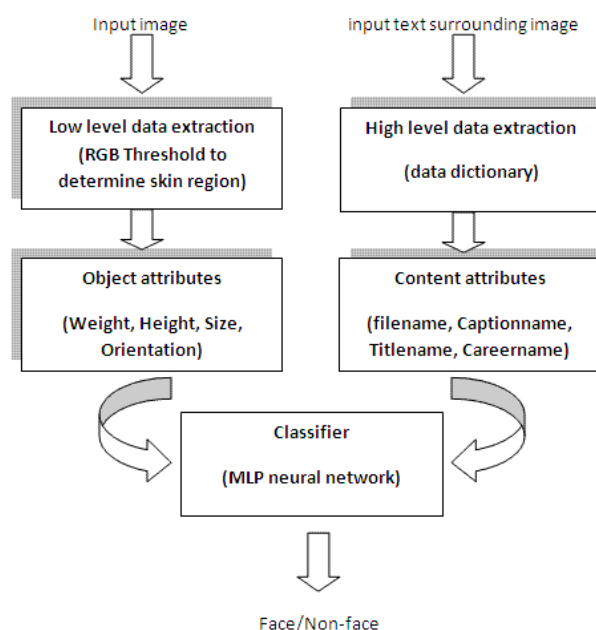 Input image
input text surrounding image
Low level data extraction
(RGB Threshold to
determine skin region)
High level data extraction
(data dictionary)
Object attributes
(Weight, Height, Size,
Orientation)
Content attributes
(filename, Captionname,
Titlename, Careername)
Classifier
(MLP neural network)
Face/Non-face